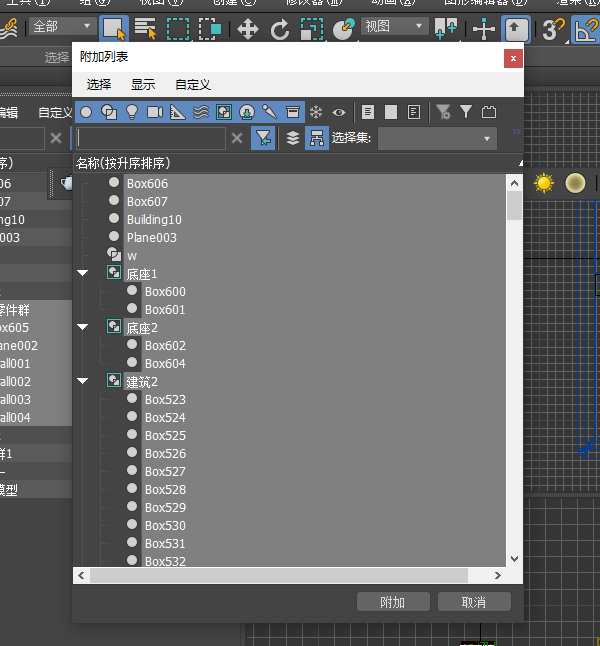 全部
视图
选择
附加列表
选择 显示 自定义
编辑 自定义
选择集:
名称(按升序排序)
Box606
Box607
Building10
Plane003
w
底座1
Box600
Box601
底座2
Box602
Box604
建筑2
Box523
Box524
Box525
Box526
Box527
Box528
Box529
Box530
Box531
Box532
附加 取消
序)
06
07
ng10
003
零件群
ox605
ane002
all001
all002
all003
all004
群1
模型